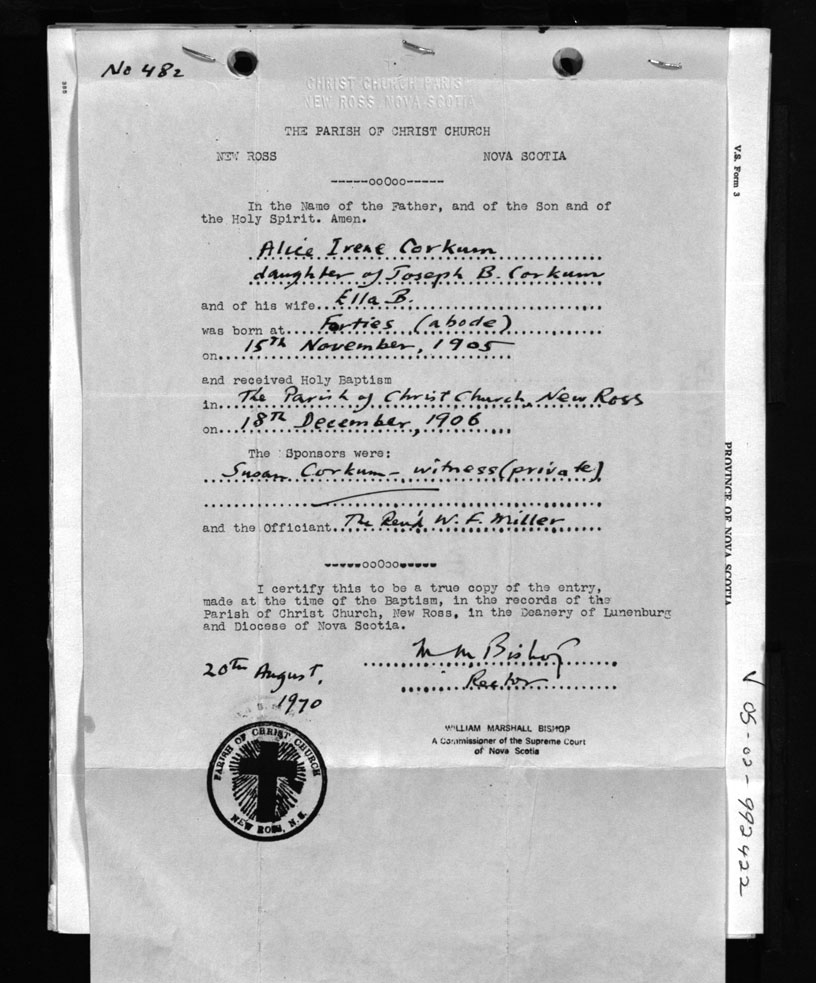 No 482
CHRIST CHURCH PARIS
NEW ROSS, NOVA SCOTIA
THE PARISH OF CHRIST CHURCH
NEW ROSS NOVA SCOTIA
-----ooOoo-----
In the Name of the Father, and of the Son and of
the Holy Spirit. Amen.
Alice Irene Corkum
daughter of Joseph B. Corkum
and of his wife Ella B.
was born at Forties (abode)
on 15th November, 1905
and received Holy Baptism
in The Parish of Christ Church, New Ross
on 18th December, 1906
The Sponsors were:
Susan Corkum - witness (private)
and the Officiant The Rev'd W. F. Miller
-----ooOoo-----
I certify this to be a true copy of the entry,
made at the time of the Baptism, in the records of the
Parish of Christ Church, New Ross, in the Deanery of Lunenburg
and Diocese of Nova Scotia.
W M Bishop
Rector
20th August,
1970
WILLIAM MARSHALL BISHOP
A Commissioner of the Supreme Court
of Nova Scotia
PARISH OF CHRIST CHURCH
NEW ROSS, N.S.
V.S. Form 3
PROVINCE OF NOVA SCOTIA
V 05-02-992422